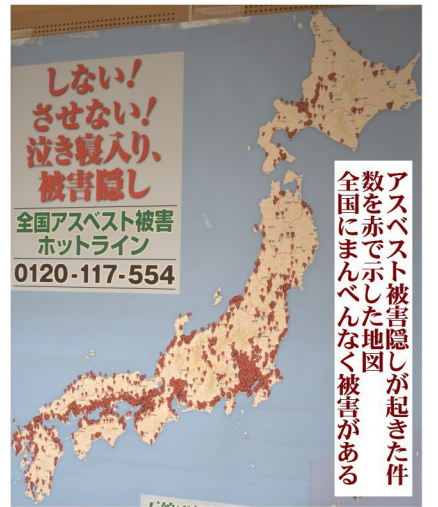 しない!
させない!
泣き寝入り、
被害隠し
全国アスベスト被害
ホットライン
0120-117-554
アスベスト被害隠しが起きた件
数を赤で示した地図
全国にまんべんなく被害がある